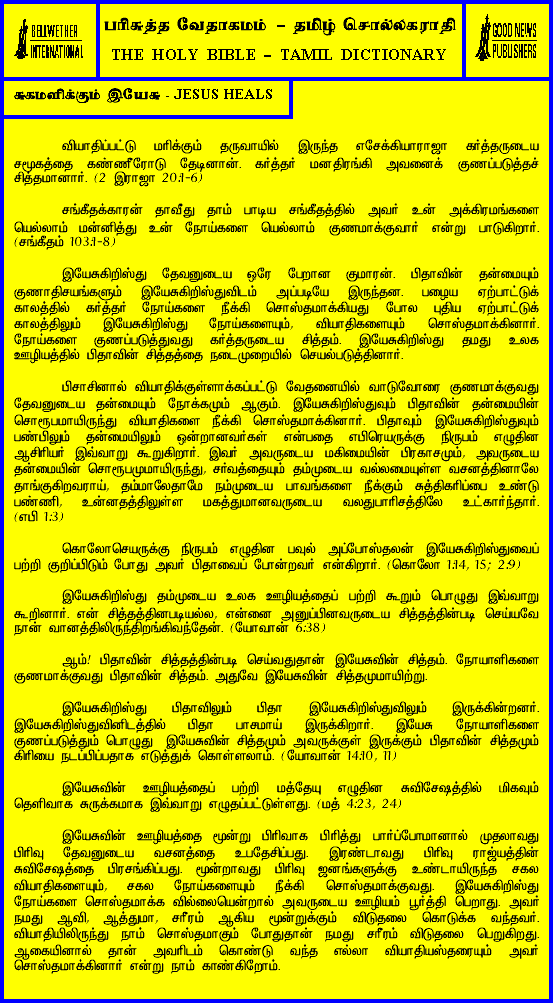 BELLWETHER
INTERNATIONAL
பரிசுத்த வேதாகமம் – தமிழ் சொல்லகராதி
THE HOLY BIBLE – TAMIL DICTIONARY
GOOD NEWS
PUBLISHERS
சுகமளிக்கும் இயேசு - JESUS HEALS
வியாதிப்பட்டு மரிக்கும் தருவாயில் இருந்த எசேக்கியாராஜா கர்த்தருடைய
சமூகத்தை கண்ணீரோடு தேடினான். கர்த்தர் மனதிரங்கி அவனைக் குணப்படுத்தச்
சித்தமானார். (2 இராஜா 20:1-6)
சங்கீதக்காரன் தாவீது தாம் பாடிய சங்கீதத்தில் அவர் உன் அக்கிரமங்களை
யெல்லாம் மன்னித்து உன் நோய்களை யெல்லாம் குணமாக்குவார் என்று பாடுகிறார்.
(சங்கீதம் 103:1-8)
இயேசுகிறிஸ்து தேவனுடைய ஒரே பேறான குமாரன். பிதாவின் தன்மையும்
குணாதிசயங்களும் இயேசுகிறிஸ்துவிடம் அப்படியே இருந்தன. பழைய ஏற்பாட்டுக்
காலத்தில் கர்த்தர் நோய்களை நீக்கி சொஸ்தமாக்கியது போல புதிய ஏற்பாட்டுக்
காலத்திலும் இயேசுகிறிஸ்து நோய்களையும், வியாதிகளையும் சொஸ்தமாக்கினார்.
நோய்களை குணப்படுத்துவது கர்த்தருடைய சித்தம். இயேசுகிறிஸ்து தமது உலக
ஊழியத்தில் பிதாவின் சித்தத்தை நடைமுறையில் செயல்படுத்தினார்.
பிசாசினால் வியாதிக்குள்ளாக்கப்பட்டு வேதனையில் வாடுவோரை குணமாக்குவது
தேவனுடைய தன்மையும் நோக்கமும் ஆகும். இயேசுகிறிஸ்துவும் பிதாவின் தன்மையின்
சொரூபமாயிருந்து வியாதிகளை நீக்கி சொஸ்தமாக்கினார். பிதாவும் இயேசுகிறிஸ்துவும்
பண்பிலும் தன்மையிலும் ஒன்றானவர்கள் என்பதை எபிரெயருக்கு நிருபம் எழுதின
ஆசிரியர் இவ்வாறு கூறுகிறார். இவர் அவருடைய மகிமையின் பிரகாசமும், அவருடைய
தன்மையின் சொரூபமுமாயிருந்து, சர்வத்தையும் தம்முடைய வல்லமையுள்ள வசனத்தினாலே
தாங்குகிறவராய், தம்மாலேதாமே நம்முடைய பாவங்களை நீக்கும் சுத்திகரிப்பை உண்டு
பண்ணி, உன்னதத்திலுள்ள மகத்துமானவருடைய வலதுபாரிசத்திலே உட்கார்ந்தார்.
(எபி 1:3)
கொலோசெயருக்கு நிருபம் எழுதின பவுல் அப்போஸ்தலன் இயேசுகிறிஸ்துவைப்
பற்றி குறிப்பிடும் போது அவர் பிதாவைப் போன்றவர் என்கிறார். (கொலோ 1:14, 15; 2:9)
இயேசுகிறிஸ்து தம்முடைய உலக ஊழியத்தைப் பற்றி கூறும் பொழுது இவ்வாறு
கூறினார். என் சித்தத்தினபடியல்ல, என்னை அனுப்பினவருடைய சித்தத்தின்படி செய்யவே
நான் வானத்திலிருந்திறங்கிவந்தேன். (யோவான் 6:38)
ஆம்! பிதாவின் சித்தத்தின்படி செய்வதுதான் இயேசுவின் சித்தம். நோயாளிகளை
குணமாக்குவது பிதாவின் சித்தம். அதுவே இயேசுவின் சித்தமுமாயிற்று.
இயேசுகிறிஸ்து பிதாவிலும் பிதா இயேசுகிறிஸ்துவிலும் இருக்கின்றனர்.
இயேசுகிறிஸ்துவினிடத்தில் பிதா பாசமாய் இருக்கிறார். இயேசு நோயாளிகளை
குணப்படுத்தும் பொழுது இயேசுவின் சித்தமும் அவருக்குள் இருக்கும் பிதாவின் சித்தமும்
கிரியை நடப்பிப்பதாக எடுத்துக் கொள்ளலாம். (யோவான் 14:10, 11)
இயேசுவின் ஊழியத்தைப் பற்றி மத்தேயு எழுதின சுவிசேஷத்தில் மிகவும்
தெளிவாக சுருக்கமாக இவ்வாறு எழுதப்பட்டுள்ளது. (மத் 4:23, 24)
இயேசுவின் ஊழியத்தை மூன்று பிரிவாக பிரித்து பார்ப்போமானால் முதலாவது
பிரிவு தேவனுடைய வசனத்தை உபதேசிப்பது. இரண்டாவது பிரிவு ராஜ்யத்தின்
சுவிசேஷத்தை பிரசங்கிப்பது. மூன்றாவது பிரிவு ஜனங்களுக்கு உண்டாயிருந்த சகல
வியாதிகளையும், சகல நோய்களையும் நீக்கி சொஸ்தமாக்குவது. இயேசுகிறிஸ்து
நோய்களை சொஸ்தமாக்க வில்லையென்றால் அவருடைய ஊழியம் பூர்த்தி பெறாது. அவர்
நமது ஆவி, ஆத்துமா, சரீரம் ஆகிய மூன்றுக்கும் விடுதலை கொடுக்க வந்தவர்.
வியாதியிலிருந்து நாம் சொஸ்தமாகும் போதுதான் நமது சரீரம் விடுதலை பெறுகிறது.
ஆகையினால் தான் அவரிடம் கொண்டு வந்த எல்லா வியாதியஸ்தரையும் அவர்
சொஸ்தமாக்கினார் என்று நாம் காண்கிறோம்.